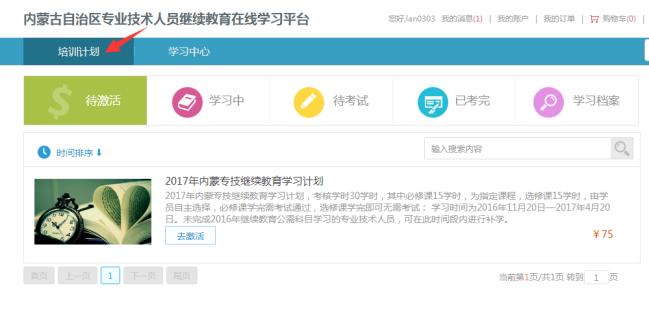 内蒙古自治区专业技术人员继续教育在线学习平台
您好,lan0303 我的消息(1) | 我的账户 | 我的订单 | 购物车(0) |
培训计划 学习中心
待激活 学习中 待考试 已考完 学习档案
时间排序 输入搜索内容
2017年内蒙专技继续教育学习计划
2017年内蒙专技继续教育学习计划,考核学时30学时,其中必修课15学时,为指定课程,选修课15学时,由学
员自主选择,必修课学完需考试通过,选修课学完即可无需考试; 学习时间为2016年11月20日—2017年4月20
日。未完成2016年继续教育公需科目学习的专业技术人员,可在此时间段内进行补学。
去激活 ¥75
首页 上一页 1 下一页 尾页 当前第1页/共1页 转到 1 页